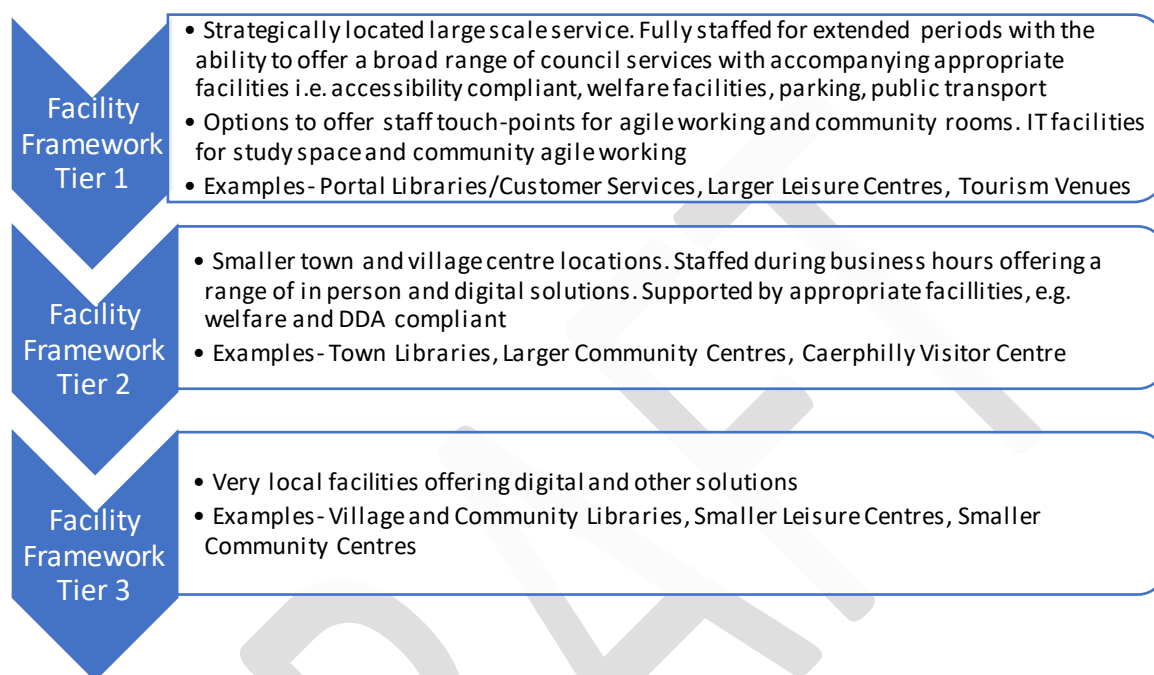 Facility
Framework
Tier 1
• Strategically located large scale service. Fully staffed for extended periods with the
ability to offer a broad range of council services with accompanying appropriate
facilities i.e. accessibility compliant, welfare facilities, parking, public transport
• Options to offer staff touch-points for agile working and community rooms. IT facilities
for study space and community agile working
• Examples- Portal Libraries/Customer Services, Larger Leisure Centres, Tourism Venues
Facility
Framework
Tier 2
• Smaller town and village centre locations. Staffed during business hours offering a
range of in person and digital solutions. Supported by appropriate facillities, e.g.
welfare and DDA compliant
• Examples- Town Libraries, Larger Community Centres, Caerphilly Visitor Centre
Facility
Framework
Tier 3
• Very local facilities offering digital and other solutions
• Examples- Village and Community Libraries, Smaller Leisure Centres, Smaller
Community Centres
DRAFT